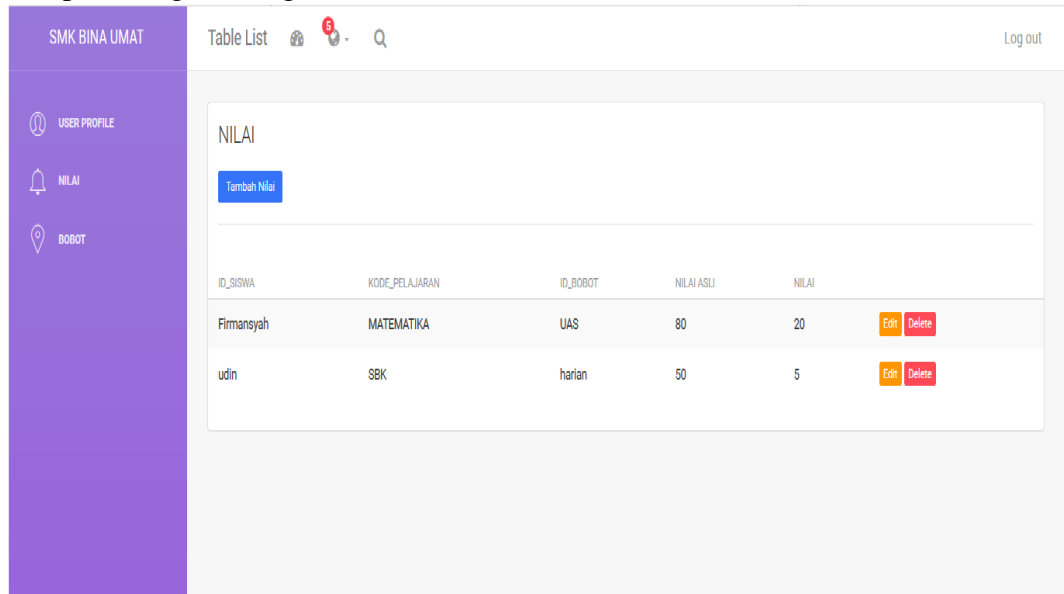 SMK BINA UMAT
Table List 5 Log out
USER PROFILE
NILAI
BOBOT
NILAI
Tambah Nilai
ID_SISWA KODE_PELAJARAN ID_BOBOT NILAI ASLI NILAI
Firmansyah MATEMATIKA UAS 80 20 Edit Delete
udin SBK harian 50 5 Edit Delete